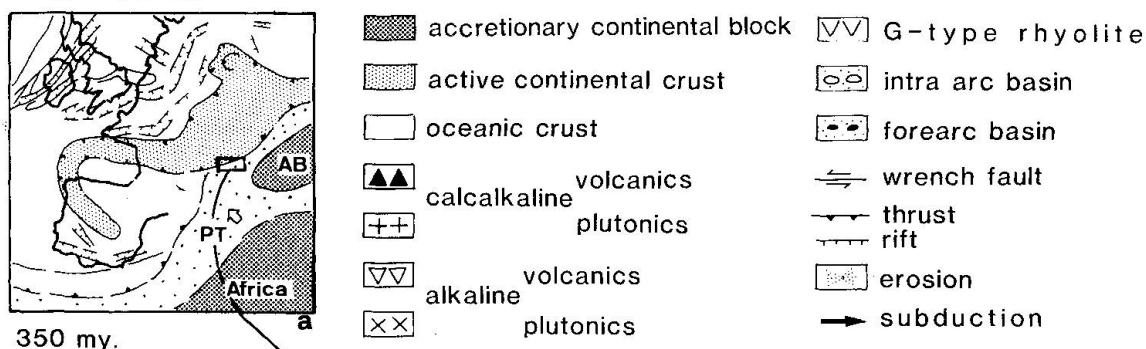 AB
PT
Africa
a
350 my.
accretionary continental block
active continental crust
oceanic crust
calcalkaline volcanics
plutonics
alkaline volcanics
plutonics
G-type rhyolite
intra arc basin
forearc basin
wrench fault
thrust
rift
erosion
subduction